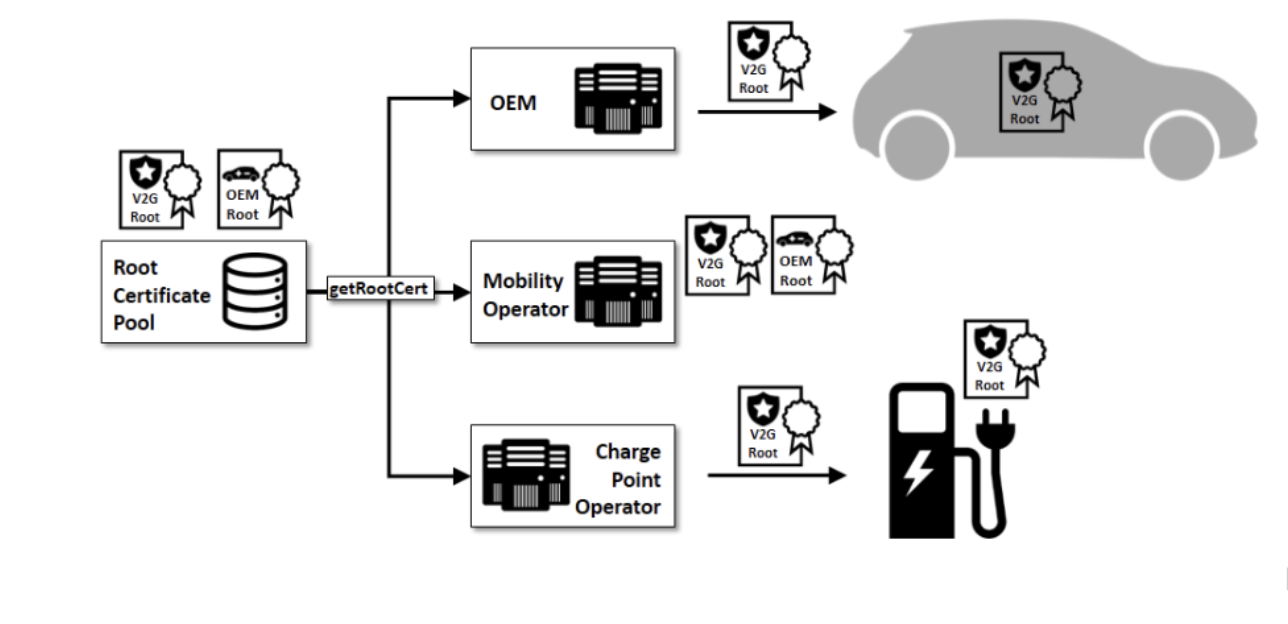 V2G
Root
OEM
Root
Root
Certificate
Pool
getRootCert
OEM
V2G
Root
V2G
Root
Mobility
Operator
V2G
Root
OEM
Root
Charge
Point
Operator
V2G
Root
V2G
Root